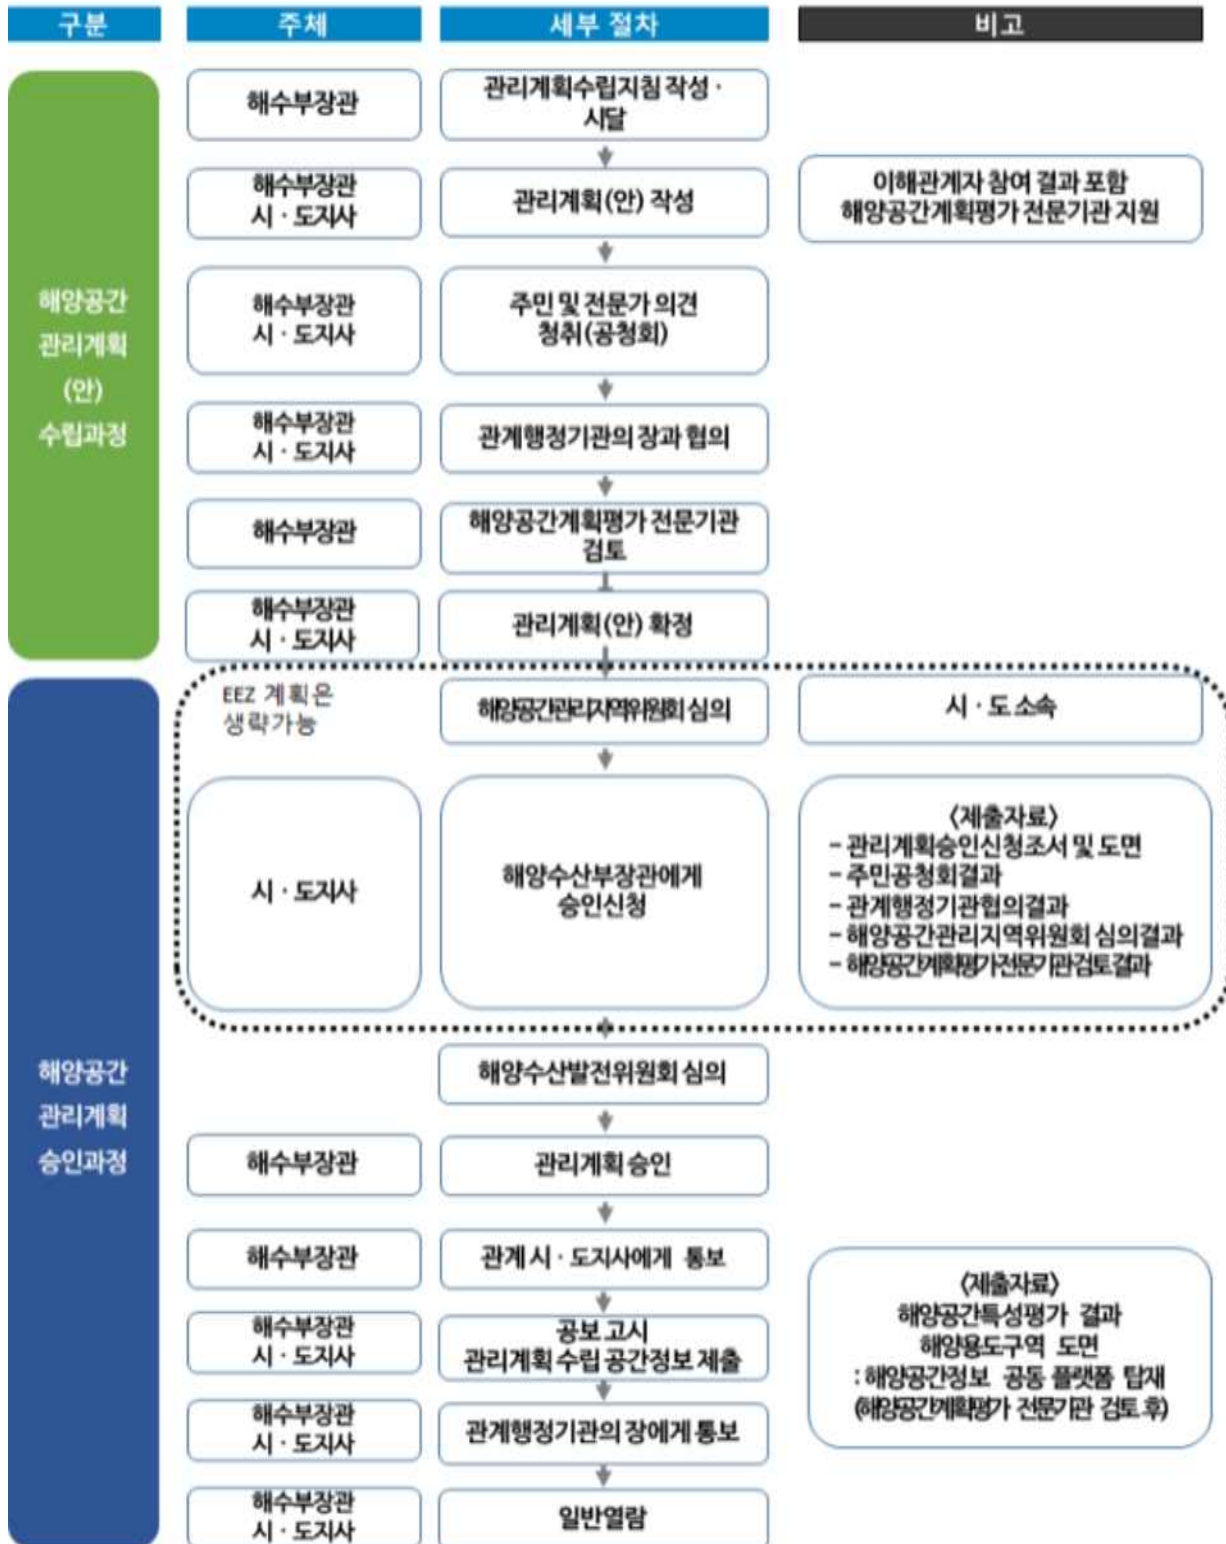 구분
주체
세부 절차
비고
해양공간
관리계획
(안)
수립과정
해수부장관
관리계획수립지침 작성 ·
시달
해수부장관
시 · 도지사
관리계획(안) 작성
이해관계자 참여 결과 포함
해양공간계획평가 전문기관 지원
해수부장관
시 · 도지사
주민 및 전문가 의견
청취(공청회)
해수부장관
시 · 도지사
관계행정기관의 장과 협의
해수부장관
해양공간계획평가 전문기관
검토
해수부장관
시 · 도지사
관리계획(안) 확정
해양공간
관리계획
승인과정
EEZ 계획은
생략가능
해양공간관리지역위원회 심의
시 · 도 소속
시 · 도지사
해양수산부장관에게
승인신청
<제출자료>
- 관리계획승인신청조서 및 도면
- 주민공청회결과
- 관계행정기관협의결과
- 해양공간관리지역위원회 심의결과
- 해양공간계획평가전문기관검토결과
해양수산발전위원회 심의
해수부장관
관리계획 승인
해수부장관
관계 시 · 도지사에게 통보
해수부장관
시 · 도지사
공보 고시
관리계획 수립 공간정보 제출
<제출자료>
해양공간특성평가 결과
해양용도구역 도면
: 해양공간정보 공동 플랫폼 탑재
(해양공간계획평가 전문기관 검토 후)
해수부장관
시 · 도지사
관계행정기관의 장에게 통보
해수부장관
시 · 도지사
일반열람